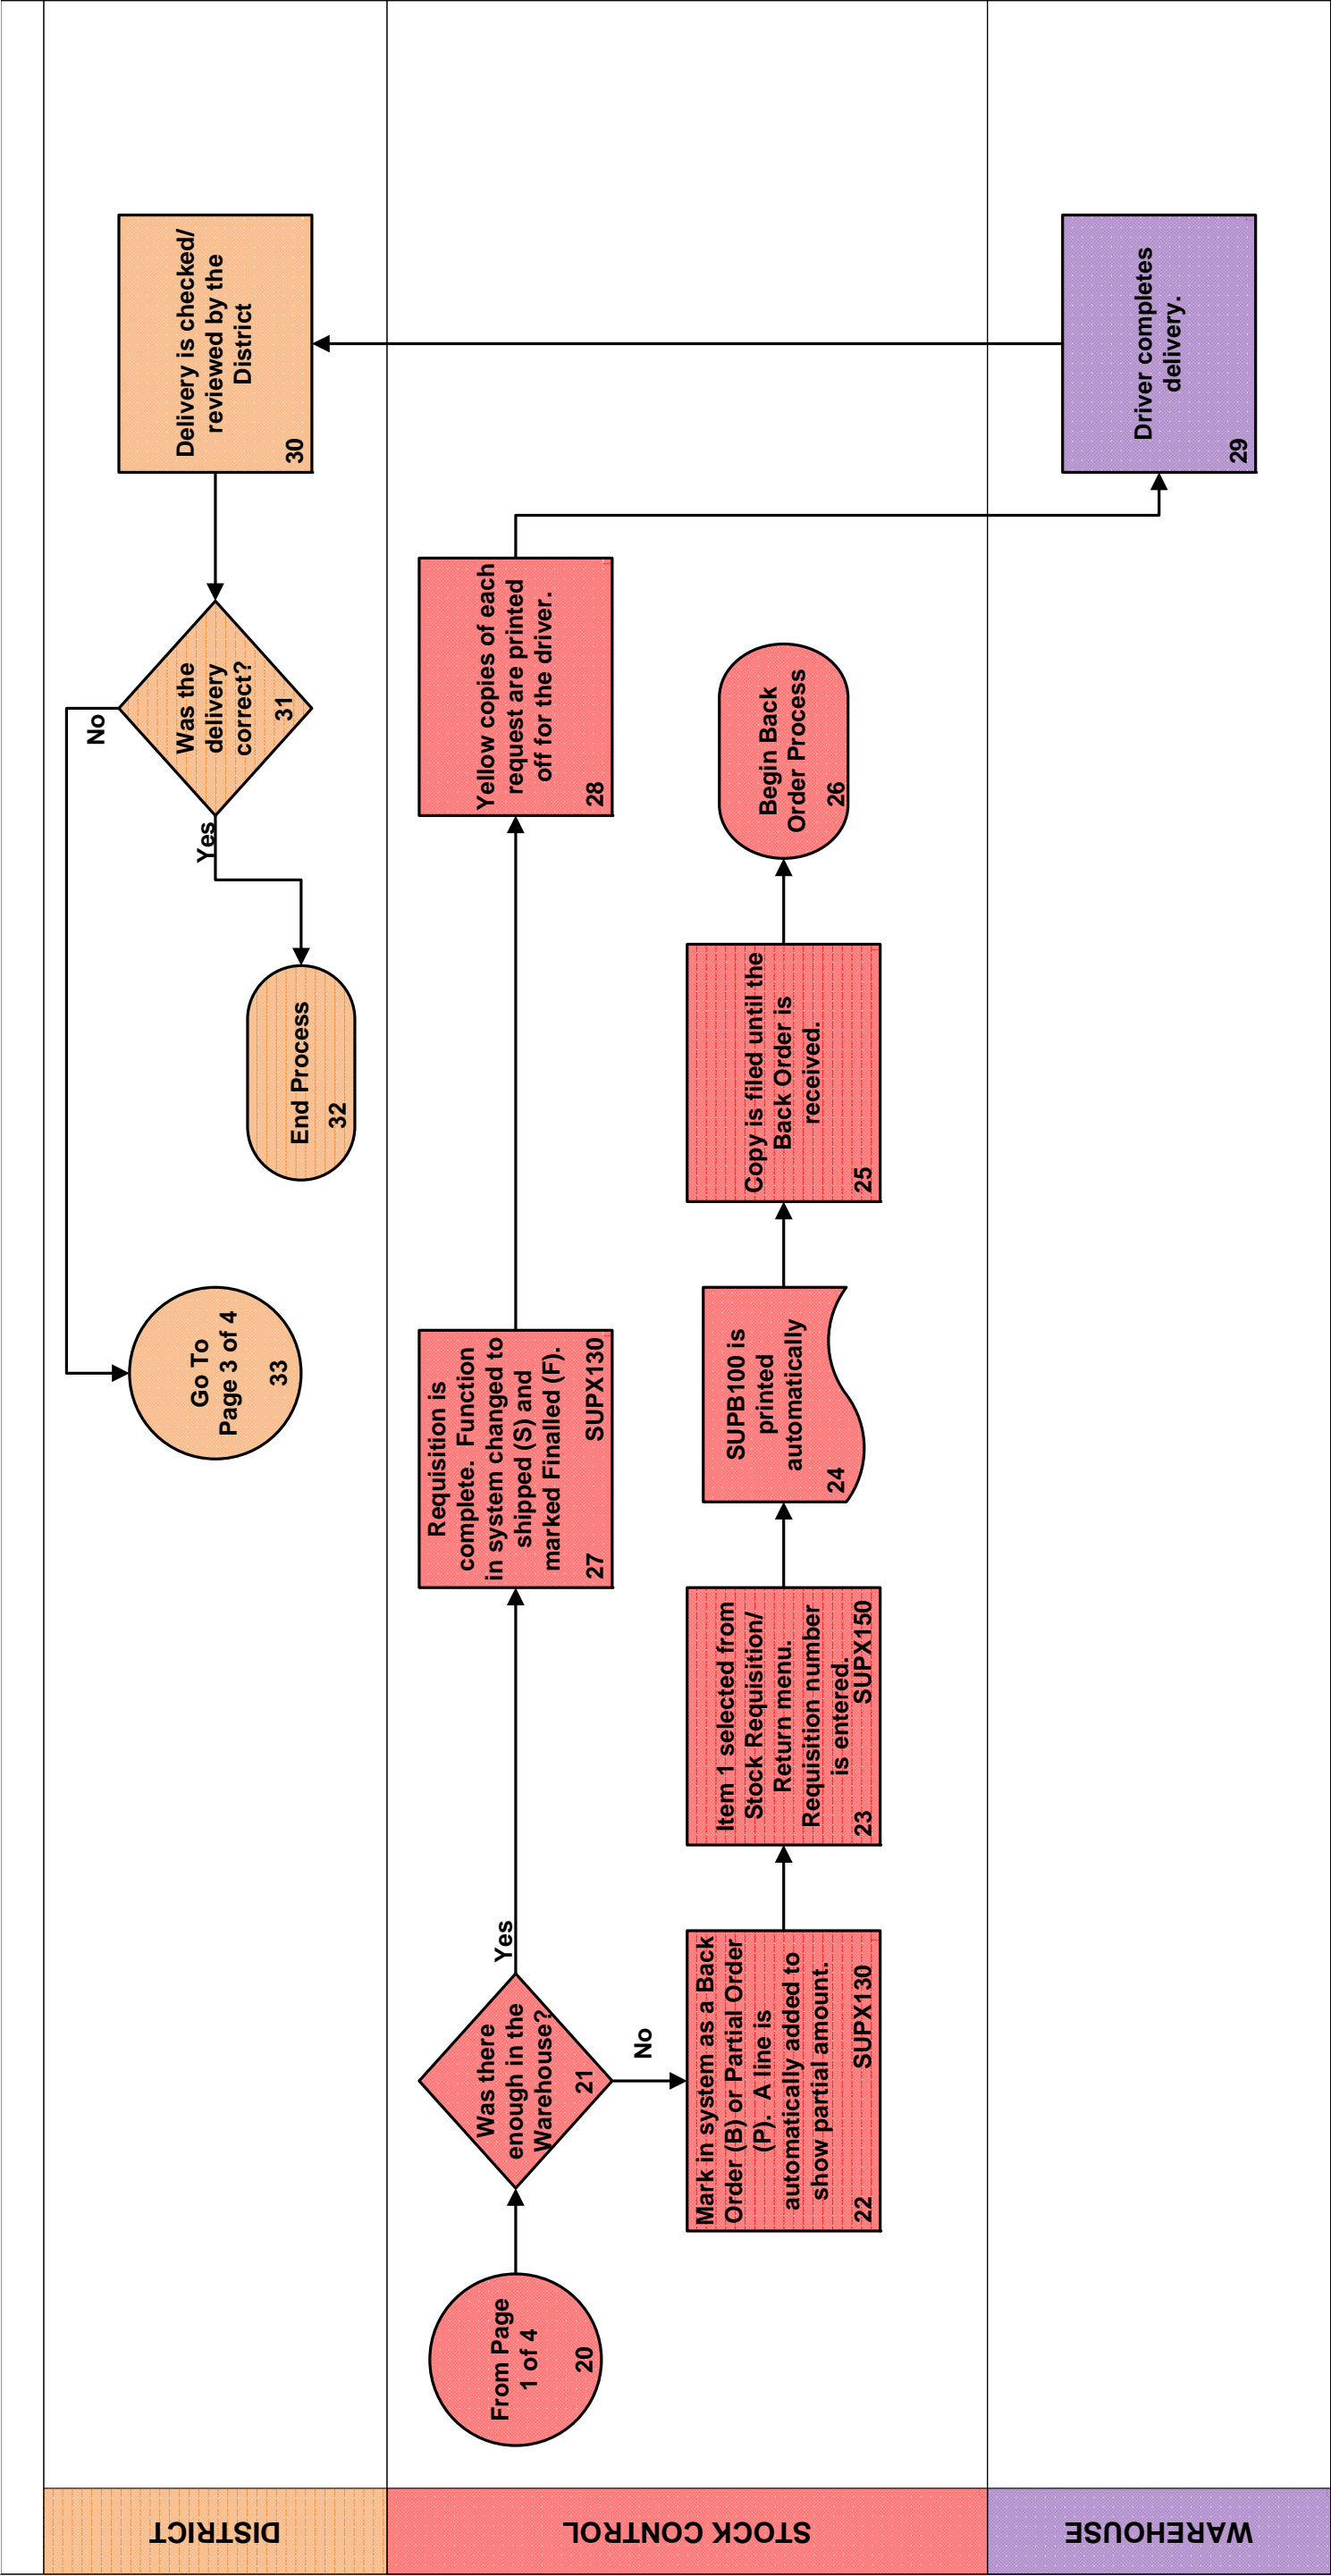 DISTRICT
Go To
Page 3 of 4
33
End Process
32
Yes
No
Was the
delivery
correct?
31
Delivery is checked/
reviewed by the
District
30
STOCK CONTROL
From Page
1 of 4
20
Was there
enough in the
Warehouse?
21
Yes
No
Requisition is
complete.  Function
in system changed to
shipped (S) and
marked Finalled (F).
27 SUPX130
Yellow copies of each
request are printed
off for the driver.
28
Mark in system as a Back
Order (B) or Partial Order
(P).  A line is
automatically added to
show partial amount.
22 SUPX130
Item 1 selected from
Stock Requisition/
Return menu.
Requisition number
is entered.
23 SUPX150
SUPB100 is
printed
automatically
24
Copy is filed until the
Back Order is
received.
25
Begin Back
Order Process
26
WAREHOUSE
Driver completes
delivery.
29